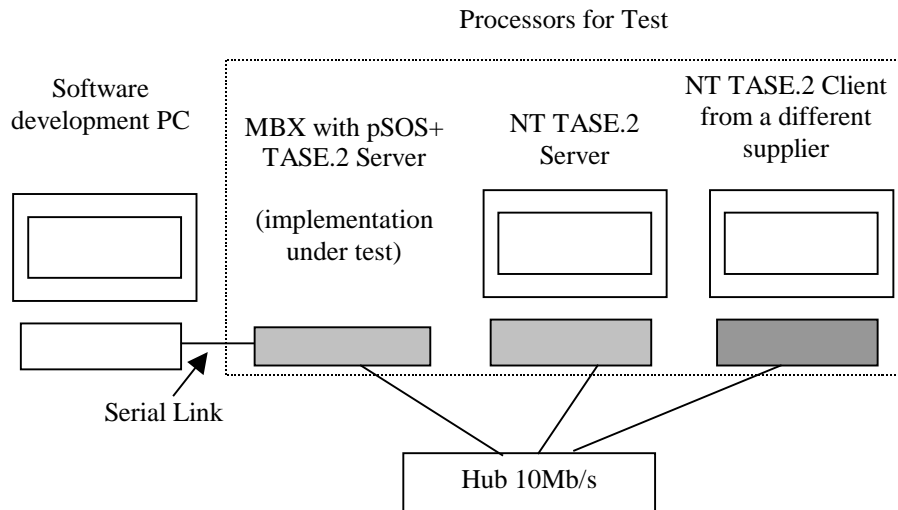 Processors for Test
Software
development PC
MBX with pSOS+
TASE.2 Server
(implementation
under test)
NT TASE.2
Server
NT TASE.2 Client
from a different
supplier
Serial Link
Hub 10Mb/s